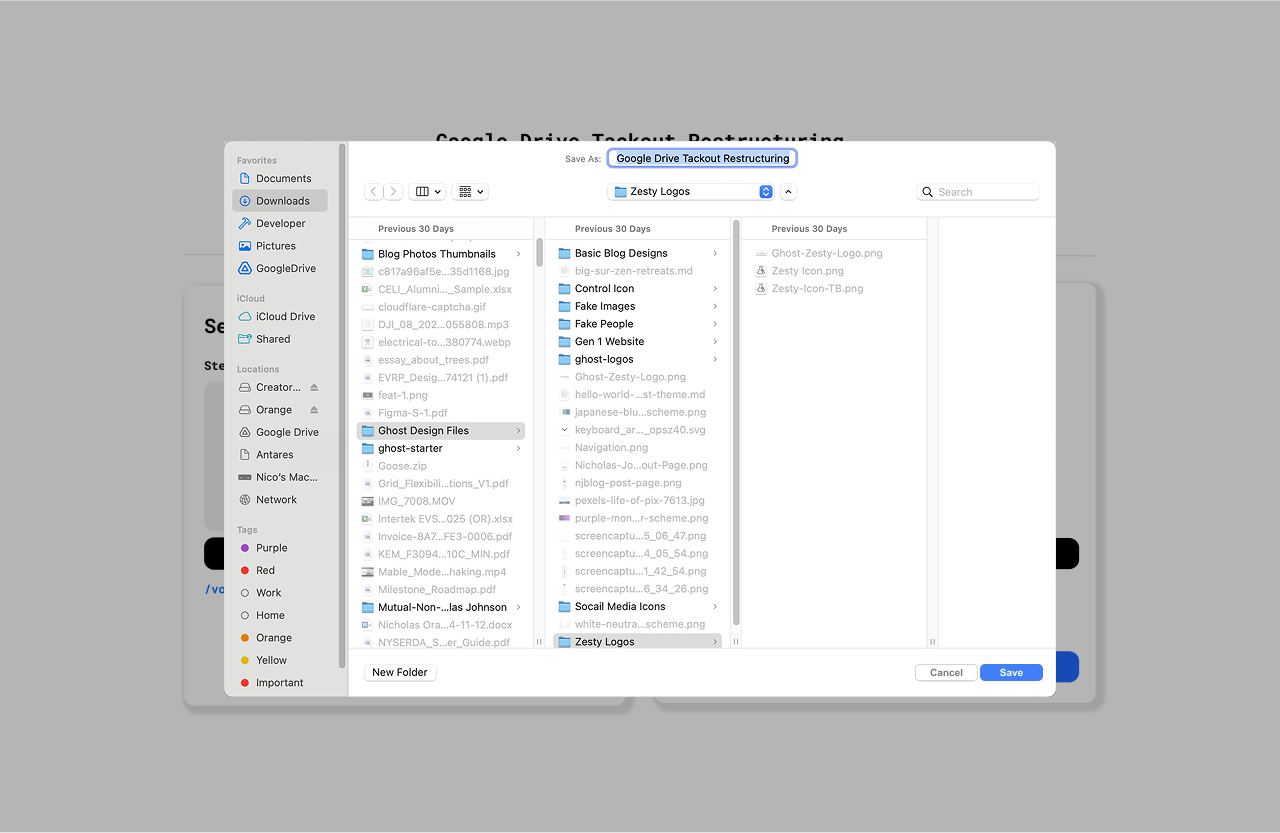 Google Drive Tackout Restructuring
Save As: Google Drive Tackout Restructuring
Zesty Logos
Search
Favorites
Documents
Downloads
Developer
Pictures
GoogleDrive
iCloud
iCloud Drive
Shared
Locations
Creator...
Orange
Google Drive
Antares
Nico's Mac...
Network
Tags
Purple
Red
Work
Home
Orange
Yellow
Important
Se
Ste
/vo
Previous 30 Days
Blog Photos Thumbnails
c817a96af5e...35d1168.jpg
CELI_Alumni..._Sample.xlsx
cloudflare-captcha.gif
DJI_08_202...055808.mp3
electrical-to...380774.webp
essay_about_trees.pdf
EVRP_Desig...74121 (1).pdf
feat-1.png
Figma-S-1.pdf
Ghost Design Files
ghost-starter
Goose.zip
Grid_Flexibili...tions_V1.pdf
IMG_7008.MOV
Intertek EVS...025 (OR).xlsx
Invoice-8A7...FE3-0006.pdf
KEM_F3094...10C_MIN.pdf
Mable_Mode...haking.mp4
Milestone_Roadmap.pdf
Mutual-Non-...las Johnson
Nicholas Ora...4-11-12.docx
NYSERDA_S...er_Guide.pdf
Previous 30 Days
Basic Blog Designs
big-sur-zen-retreats.md
Control Icon
Fake Images
Fake People
Gen 1 Website
ghost-logos
Ghost-Zesty-Logo.png
hello-world-...st-theme.md
japanese-blu...scheme.png
keyboard_ar..._opsz40.svg
Navigation.png
Nicholas-Jo...out-Page.png
njblog-post-page.png
pexels-life-of-pix-7613.jpg
purple-mon...r-scheme.png
screencaptu...5_06_47.png
screencaptu...4_05_54.png
screencaptu...1_42_54.png
screencaptu...6_34_26.png
Socail Media Icons
white-neutra...scheme.png
Zesty Logos
Previous 30 Days
Ghost-Zesty-Logo.png
Zesty Icon.png
Zesty-Icon-TB.png
New Folder
Cancel
Save